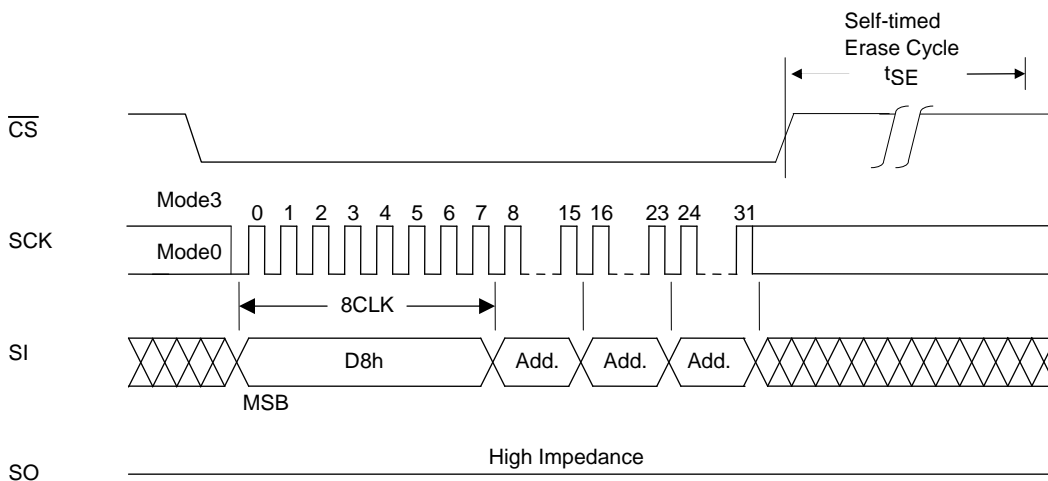 Self-timed
Erase Cycle
tSE
CS
Mode3
0 1 2 3 4 5 6 7 8 15 16 23 24 31
SCK
Mode0
8CLK
SI
D8h Add. Add. Add.
MSB
High Impedance
SO